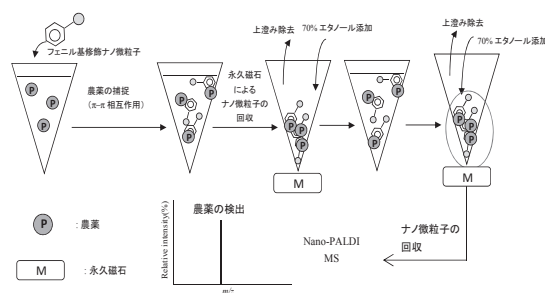 フェニル基修飾ナノ微粒子
P
P
P
農薬の捕捉
(π-π 相互作用)
P
P
P
永久磁石
による
ナノ微粒子の
回収
上澄み除去
70% エタノール添加
P
P
P
M
P
P
P
上澄み除去
70% エタノール添加
P
P
P
M
P
:農薬
M
:永久磁石
Relative intensity(%)
農薬の検出
m/z
Nano-PALDI
MS
ナノ微粒子の
回収